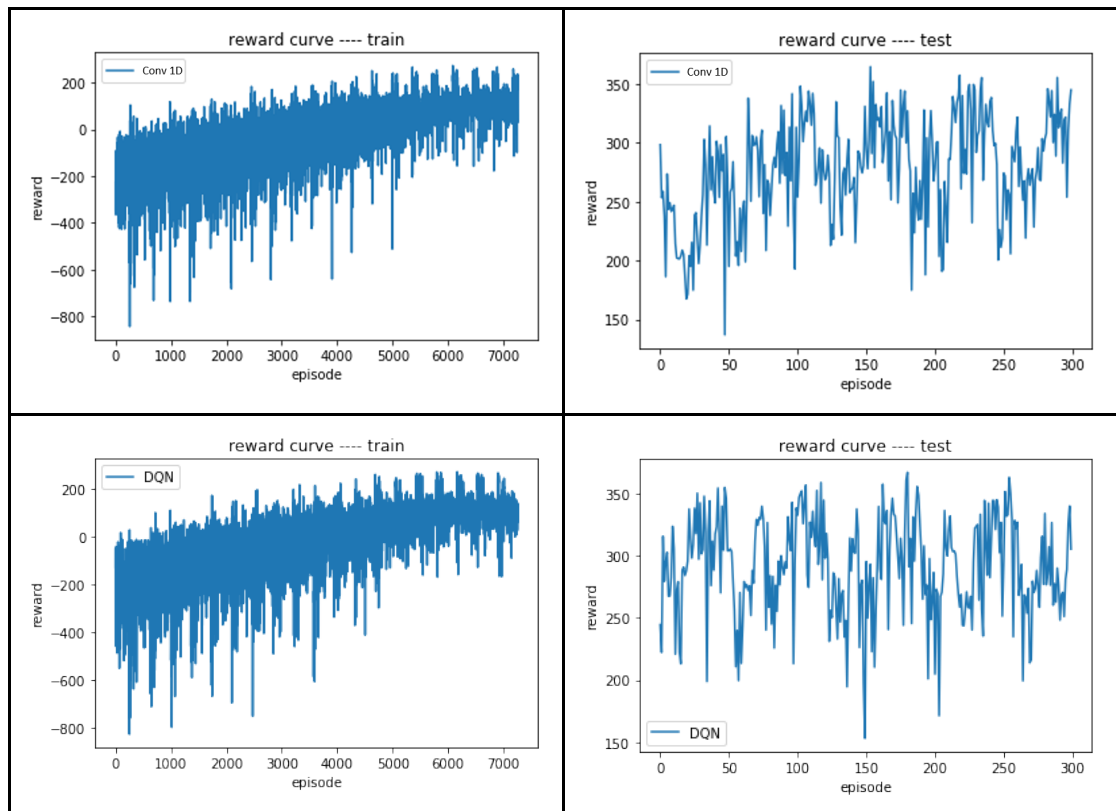 reward curve ---- train
Conv 1D
200
0
−200
−400
−600
−800
reward
0 1000 2000 3000 4000 5000 6000 7000
episode
reward curve ---- test
Conv 1D
350
300
250
200
150
reward
0 50 100 150 200 250 300
episode
reward curve ---- train
DQN
200
0
−200
−400
−600
−800
reward
0 1000 2000 3000 4000 5000 6000 7000
episode
reward curve ---- test
350
300
250
200
150
reward
DQN
0 50 100 150 200 250 300
episode